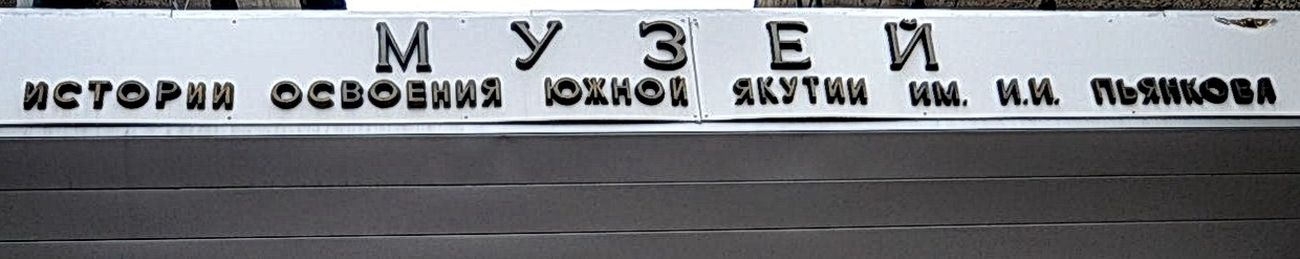 МУЗЕЙ
ИСТОРИИ ОСВОЕНИЯ ЮЖНОЙ ЯКУТИИ ИМ. И.И. ПЬЯНКОВА